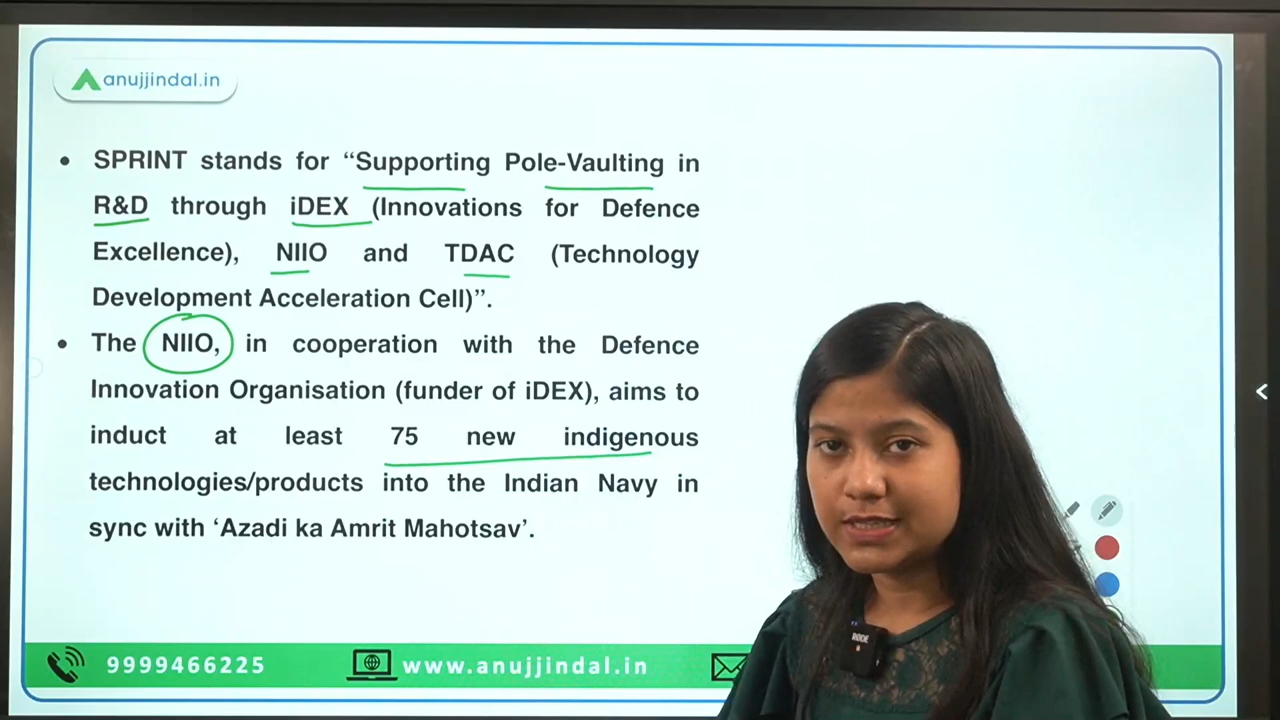 anujjindal.in
SPRINT stands for “Supporting Pole-Vaulting in
R&D through iDEX (Innovations for Defence
Excellence), NIIO and TDAC (Technology
Development Acceleration Cell)”.
The NIIO, in cooperation with the Defence
Innovation Organisation (funder of iDEX), aims to
induct at least 75 new indigenous
technologies/products into the Indian Navy in
sync with ‘Azadi ka Amrit Mahotsav’.
RODE
9999466225 www.anujjindal.in